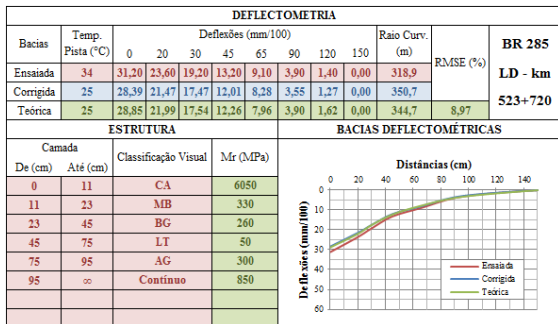 DEFLECTOMETRIA
Bacias Temp. Pista (°C) Deflexões (mm/100) Raio Curv. (m) RMSE (%) BR 285 LD - km 523+720
0 20 30 45 65 90 120 150
Ensaiada 34 31,20 23,60 19,20 13,20 9,10 3,90 1,40 0,00 318,9
Corrigida 25 28,39 21,47 17,47 12,01 8,28 3,55 1,27 0,00 350,7
Teórica 25 28,85 21,99 17,54 12,26 7,96 3,90 1,62 0,00 344,7 8,97
ESTRUTURA
Camada Classificação Visual Mr (MPa)
De (cm) Até (cm)
0 11 CA 6050
11 23 MB 330
23 45 BG 260
45 75 LT 50
75 95 AG 300
95 ∞ Contínuo 850
BACIAS DEFLECTOMÉTRICAS
Distâncias (cm)
0 20 40 60 80 100 120 140
Deflexões (mm/100)
0
10
20
30
40
50
60
Ensaiada
Corrigida
Teórica